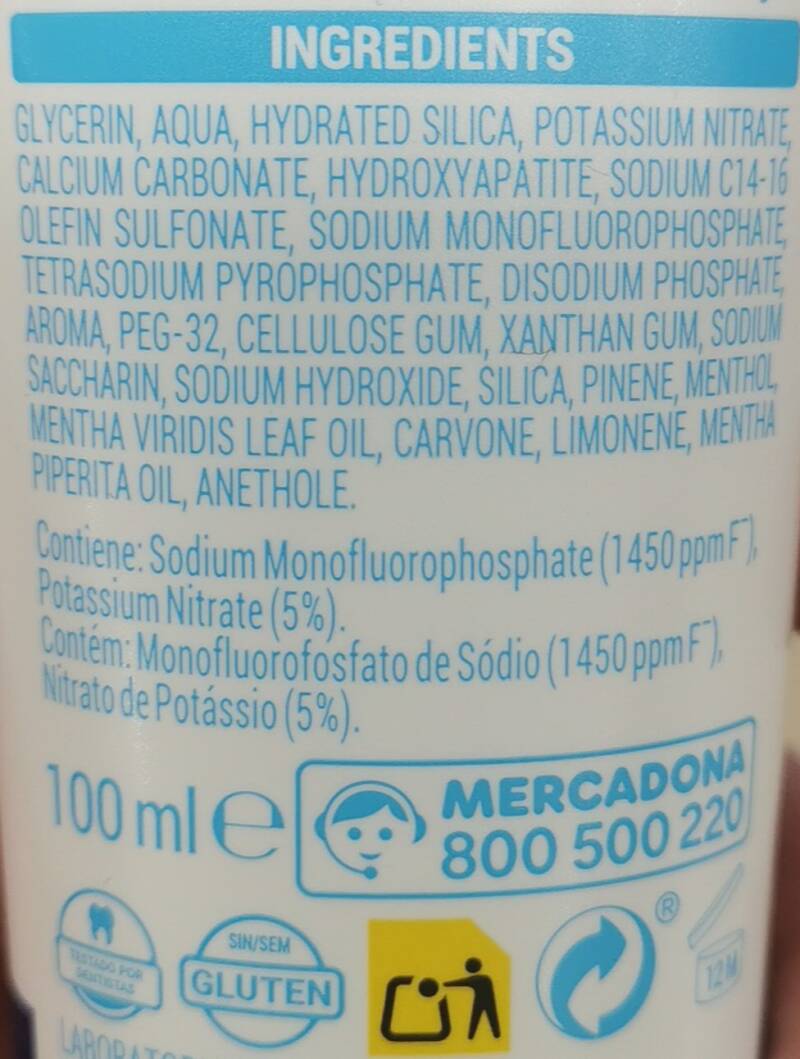 INGREDIENTS
GLYCERIN, AQUA, HYDRATED SILICA, POTASSIUM NITRATE,
CALCIUM CARBONATE, HYDROXYAPATITE, SODIUM C14-16
OLEFIN SULFONATE, SODIUM MONOFLUOROPHOSPHATE,
TETRASODIUM PYROPHOSPHATE, DISODIUM PHOSPHATE,
AROMA, PEG-32, CELLULOSE GUM, XANTHAN GUM, SODIUM
SACCHARIN, SODIUM HYDROXIDE, SILICA, PINENE, MENTHOL,
MENTHA VIRIDIS LEAF OIL, CARVONE, LIMONENE, MENTHA
PIPERITA OIL, ANETHOLE.
Contiene: Sodium Monofluorophosphate (1450 ppm F⁻),
Potassium Nitrate (5%).
Contém: Monofluorofosfato de Sódio (1450 ppm F⁻),
Nitrato de Potássio (5%).
100 ml ℮
MERCADONA
800 500 220
TESTADO POR
DENTISTAS
SIN/SEM
GLUTEN
®
12M